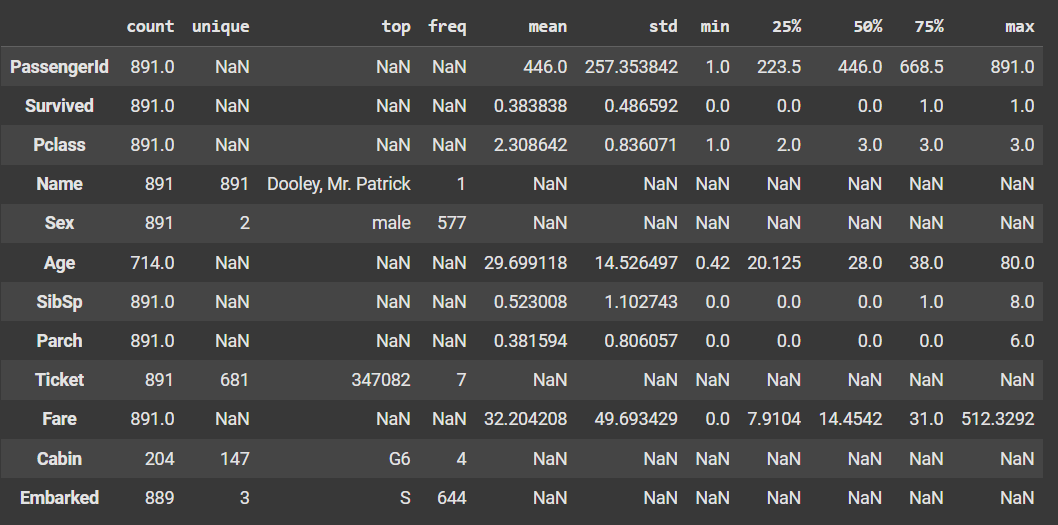 count unique top freq mean std min 25% 50% 75% max
PassengerId 891.0 NaN NaN NaN 446.0 257.353842 1.0 223.5 446.0 668.5 891.0
Survived 891.0 NaN NaN NaN 0.383838 0.486592 0.0 0.0 0.0 1.0 1.0
Pclass 891.0 NaN NaN NaN 2.308642 0.836071 1.0 2.0 3.0 3.0 3.0
Name 891 891 Dooley, Mr. Patrick 1 NaN NaN NaN NaN NaN NaN NaN
Sex 891 2 male 577 NaN NaN NaN NaN NaN NaN NaN
Age 714.0 NaN NaN NaN 29.699118 14.526497 0.42 20.125 28.0 38.0 80.0
SibSp 891.0 NaN NaN NaN 0.523008 1.102743 0.0 0.0 0.0 1.0 8.0
Parch 891.0 NaN NaN NaN 0.381594 0.806057 0.0 0.0 0.0 0.0 6.0
Ticket 891 681 347082 7 NaN NaN NaN NaN NaN NaN NaN
Fare 891.0 NaN NaN NaN 32.204208 49.693429 0.0 7.9104 14.4542 31.0 512.3292
Cabin 204 147 G6 4 NaN NaN NaN NaN NaN NaN NaN
Embarked 889 3 S 644 NaN NaN NaN NaN NaN NaN NaN